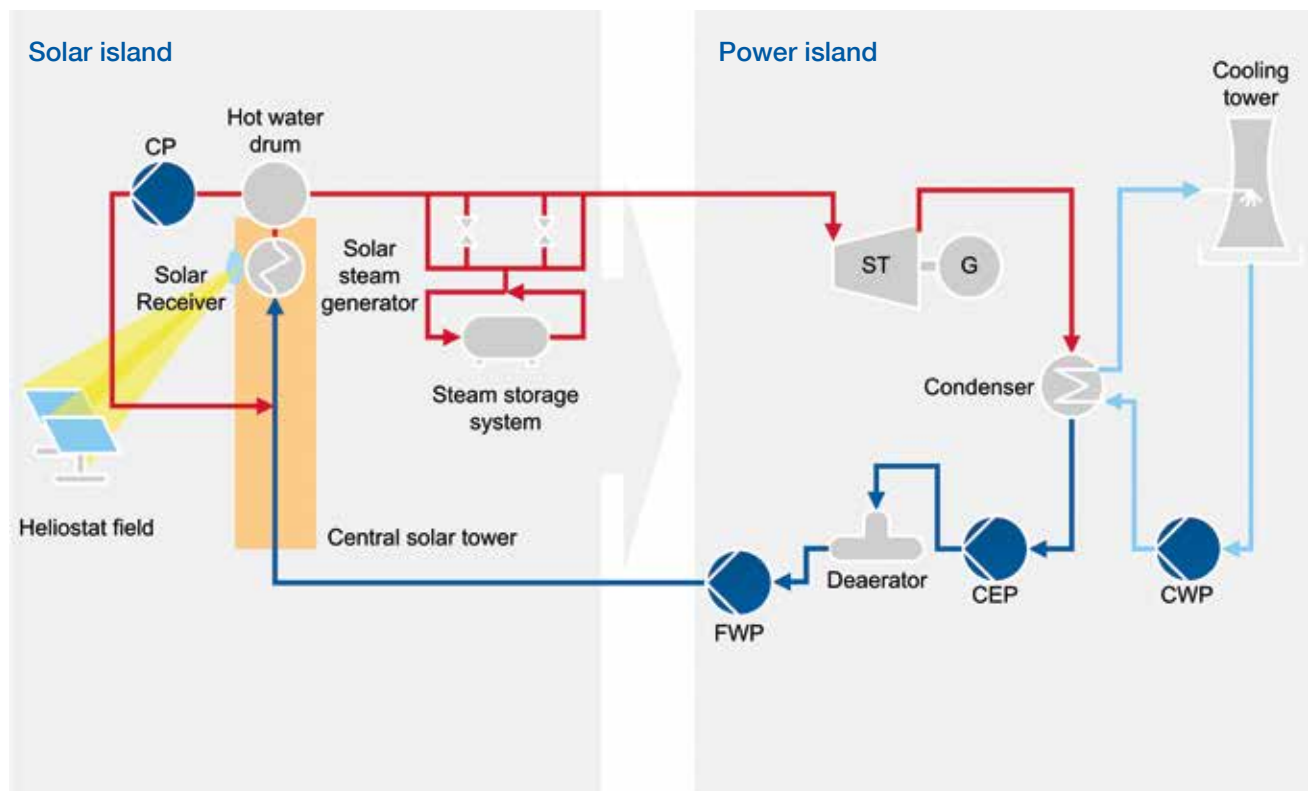 Solar island
Power island
Cooling
tower
Hot water
drum
CP
Solar
Receiver
Solar
steam
generator
ST
G
Steam storage
system
Condenser
Heliostat field
Central solar tower
Deaerator
CEP
CWP
FWP